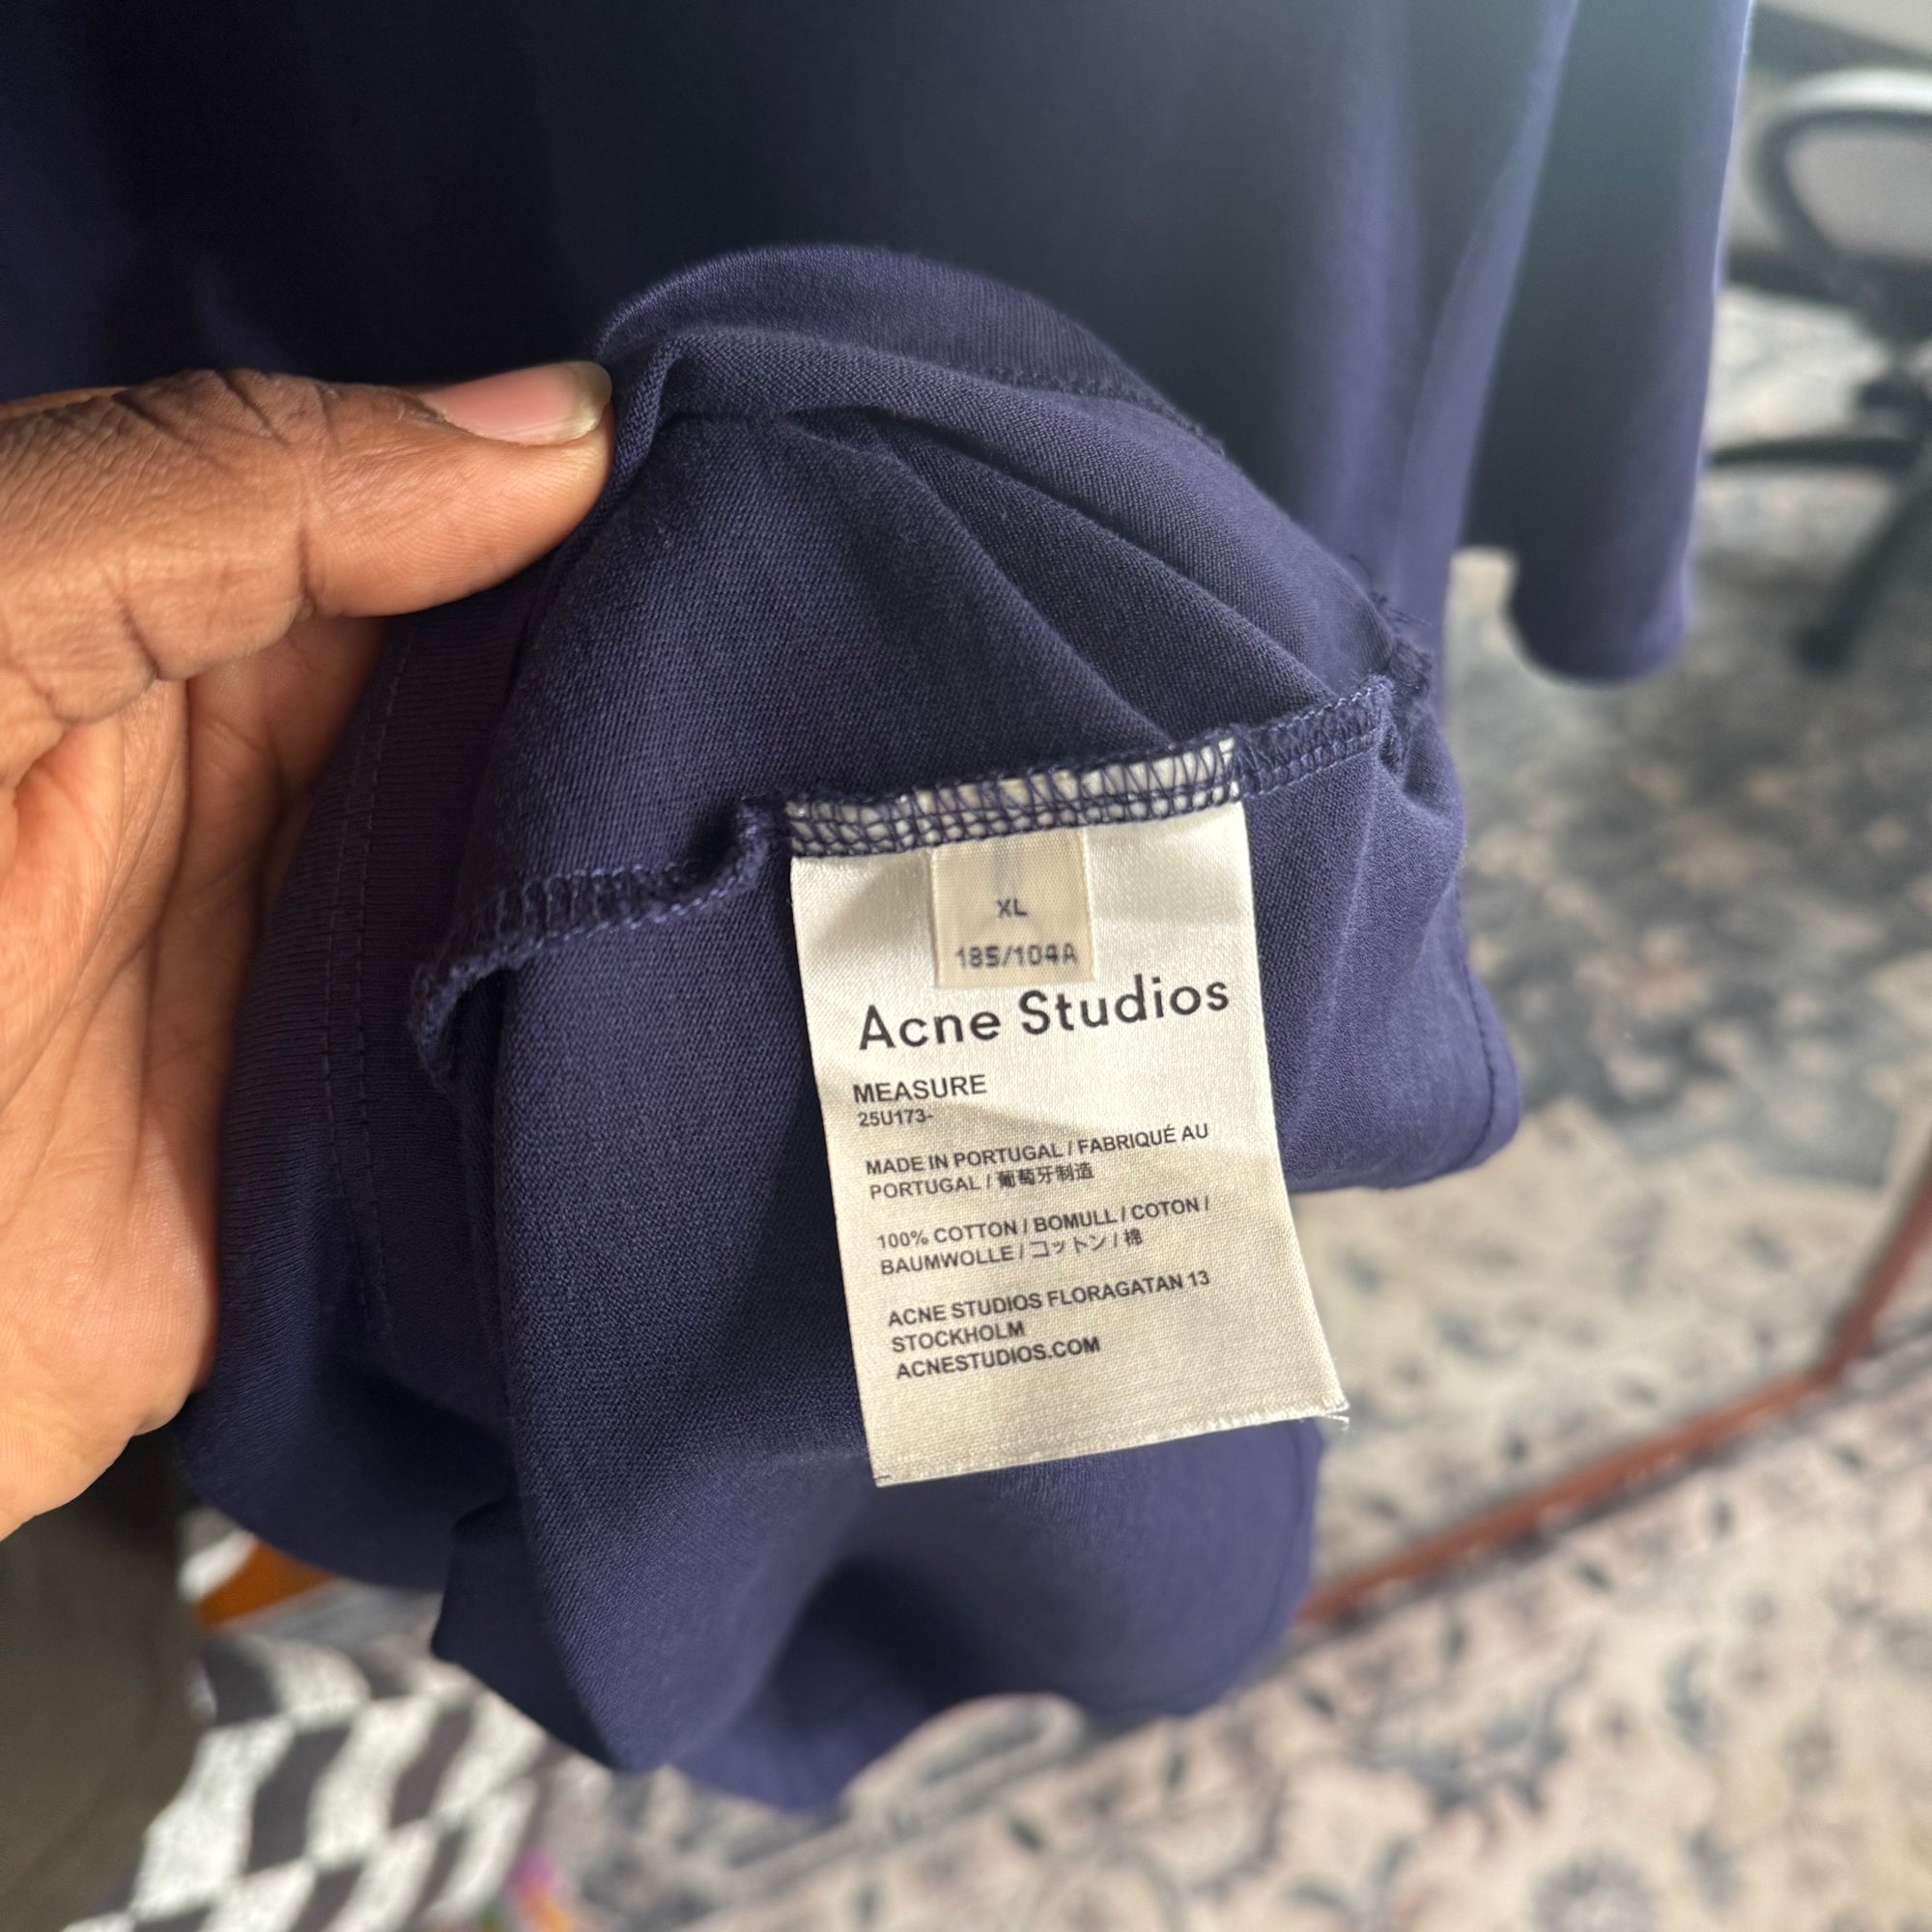 XL
185/104A
Acne Studios
MEASURE
25U173-
MADE IN PORTUGAL / FABRIQUÉ AU
PORTUGAL / 葡萄牙制造
100% COTTON / BOMULL / COTON /
BAUMWOLLE / コットン / 棉
ACNE STUDIOS FLORAGATAN 13
STOCKHOLM
ACNESTUDIOS.COM